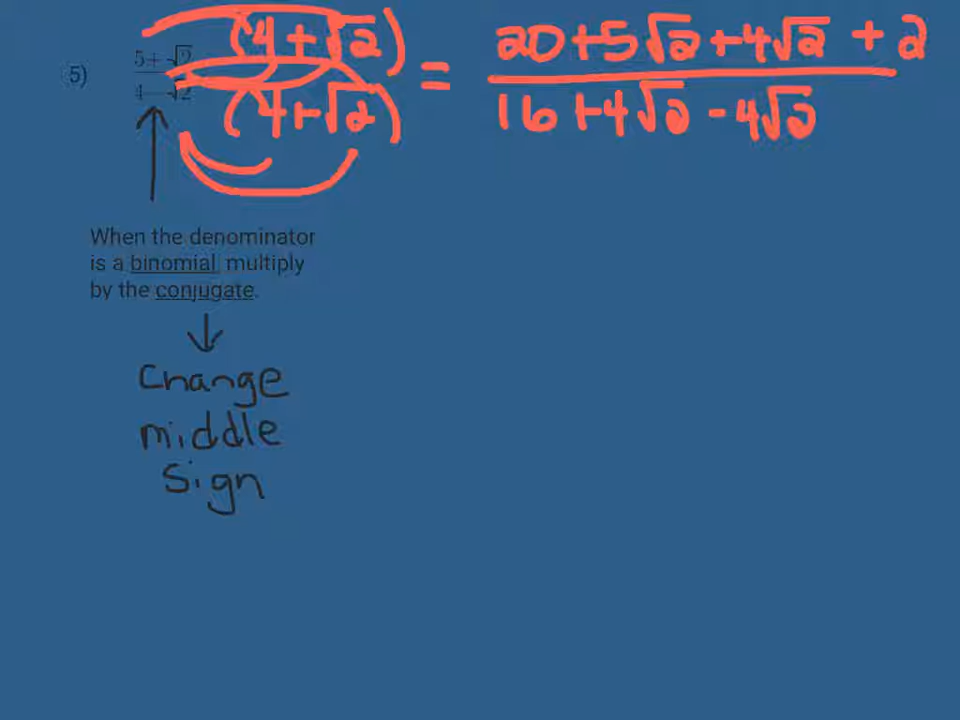 5) 5 + √2 / 4 - √2 (4 + √2) / (4 + √2) = 20 + 5√2 + 4√2 + 2 / 16 + 4√2 - 4√2
When the denominator
is a binomial multiply
by the conjugate.
Change
middle
sign